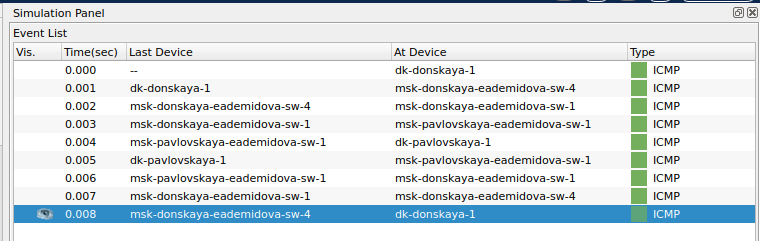 Simulation Panel
Event List
Vis. Time(sec) Last Device At Device Type
0.000 -- dk-donskaya-1 ICMP
0.001 dk-donskaya-1 msk-donskaya-eademidova-sw-4 ICMP
0.002 msk-donskaya-eademidova-sw-4 msk-donskaya-eademidova-sw-1 ICMP
0.003 msk-donskaya-eademidova-sw-1 msk-pavlovskaya-eademidova-sw-1 ICMP
0.004 msk-pavlovskaya-eademidova-sw-1 dk-pavlovskaya-1 ICMP
0.005 dk-pavlovskaya-1 msk-pavlovskaya-eademidova-sw-1 ICMP
0.006 msk-pavlovskaya-eademidova-sw-1 msk-donskaya-eademidova-sw-1 ICMP
0.007 msk-donskaya-eademidova-sw-1 msk-donskaya-eademidova-sw-4 ICMP
0.008 msk-donskaya-eademidova-sw-4 dk-donskaya-1 ICMP